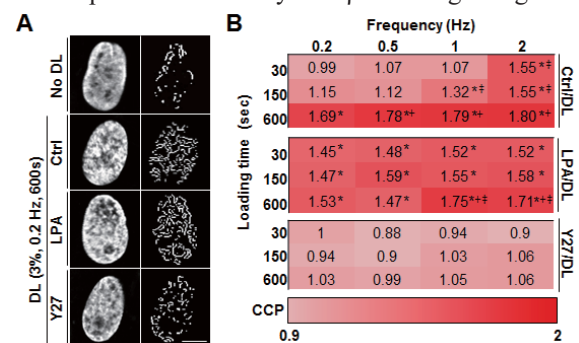 A
No DL
DL (3%, 0.2 Hz, 600s)
Ctrl
LPA
Y27
B
Frequency (Hz)
0.2 0.5 1 2
Loading time (sec)
30 0.99 1.07 1.07 1.55*‡
150 1.15 1.12 1.32*‡ 1.55*‡
600 1.69* 1.78*+ 1.79*+ 1.80*+
Ctrl/DL
30 1.45* 1.48* 1.52* 1.52*
150 1.47* 1.59* 1.55* 1.58*
600 1.53* 1.47* 1.75*+‡ 1.71*+‡
LPA/DL
30 1 0.88 0.94 0.9
150 0.94 0.9 1.03 1.06
600 1.03 0.99 1.05 1.06
Y27/DL
CCP
0.9 2